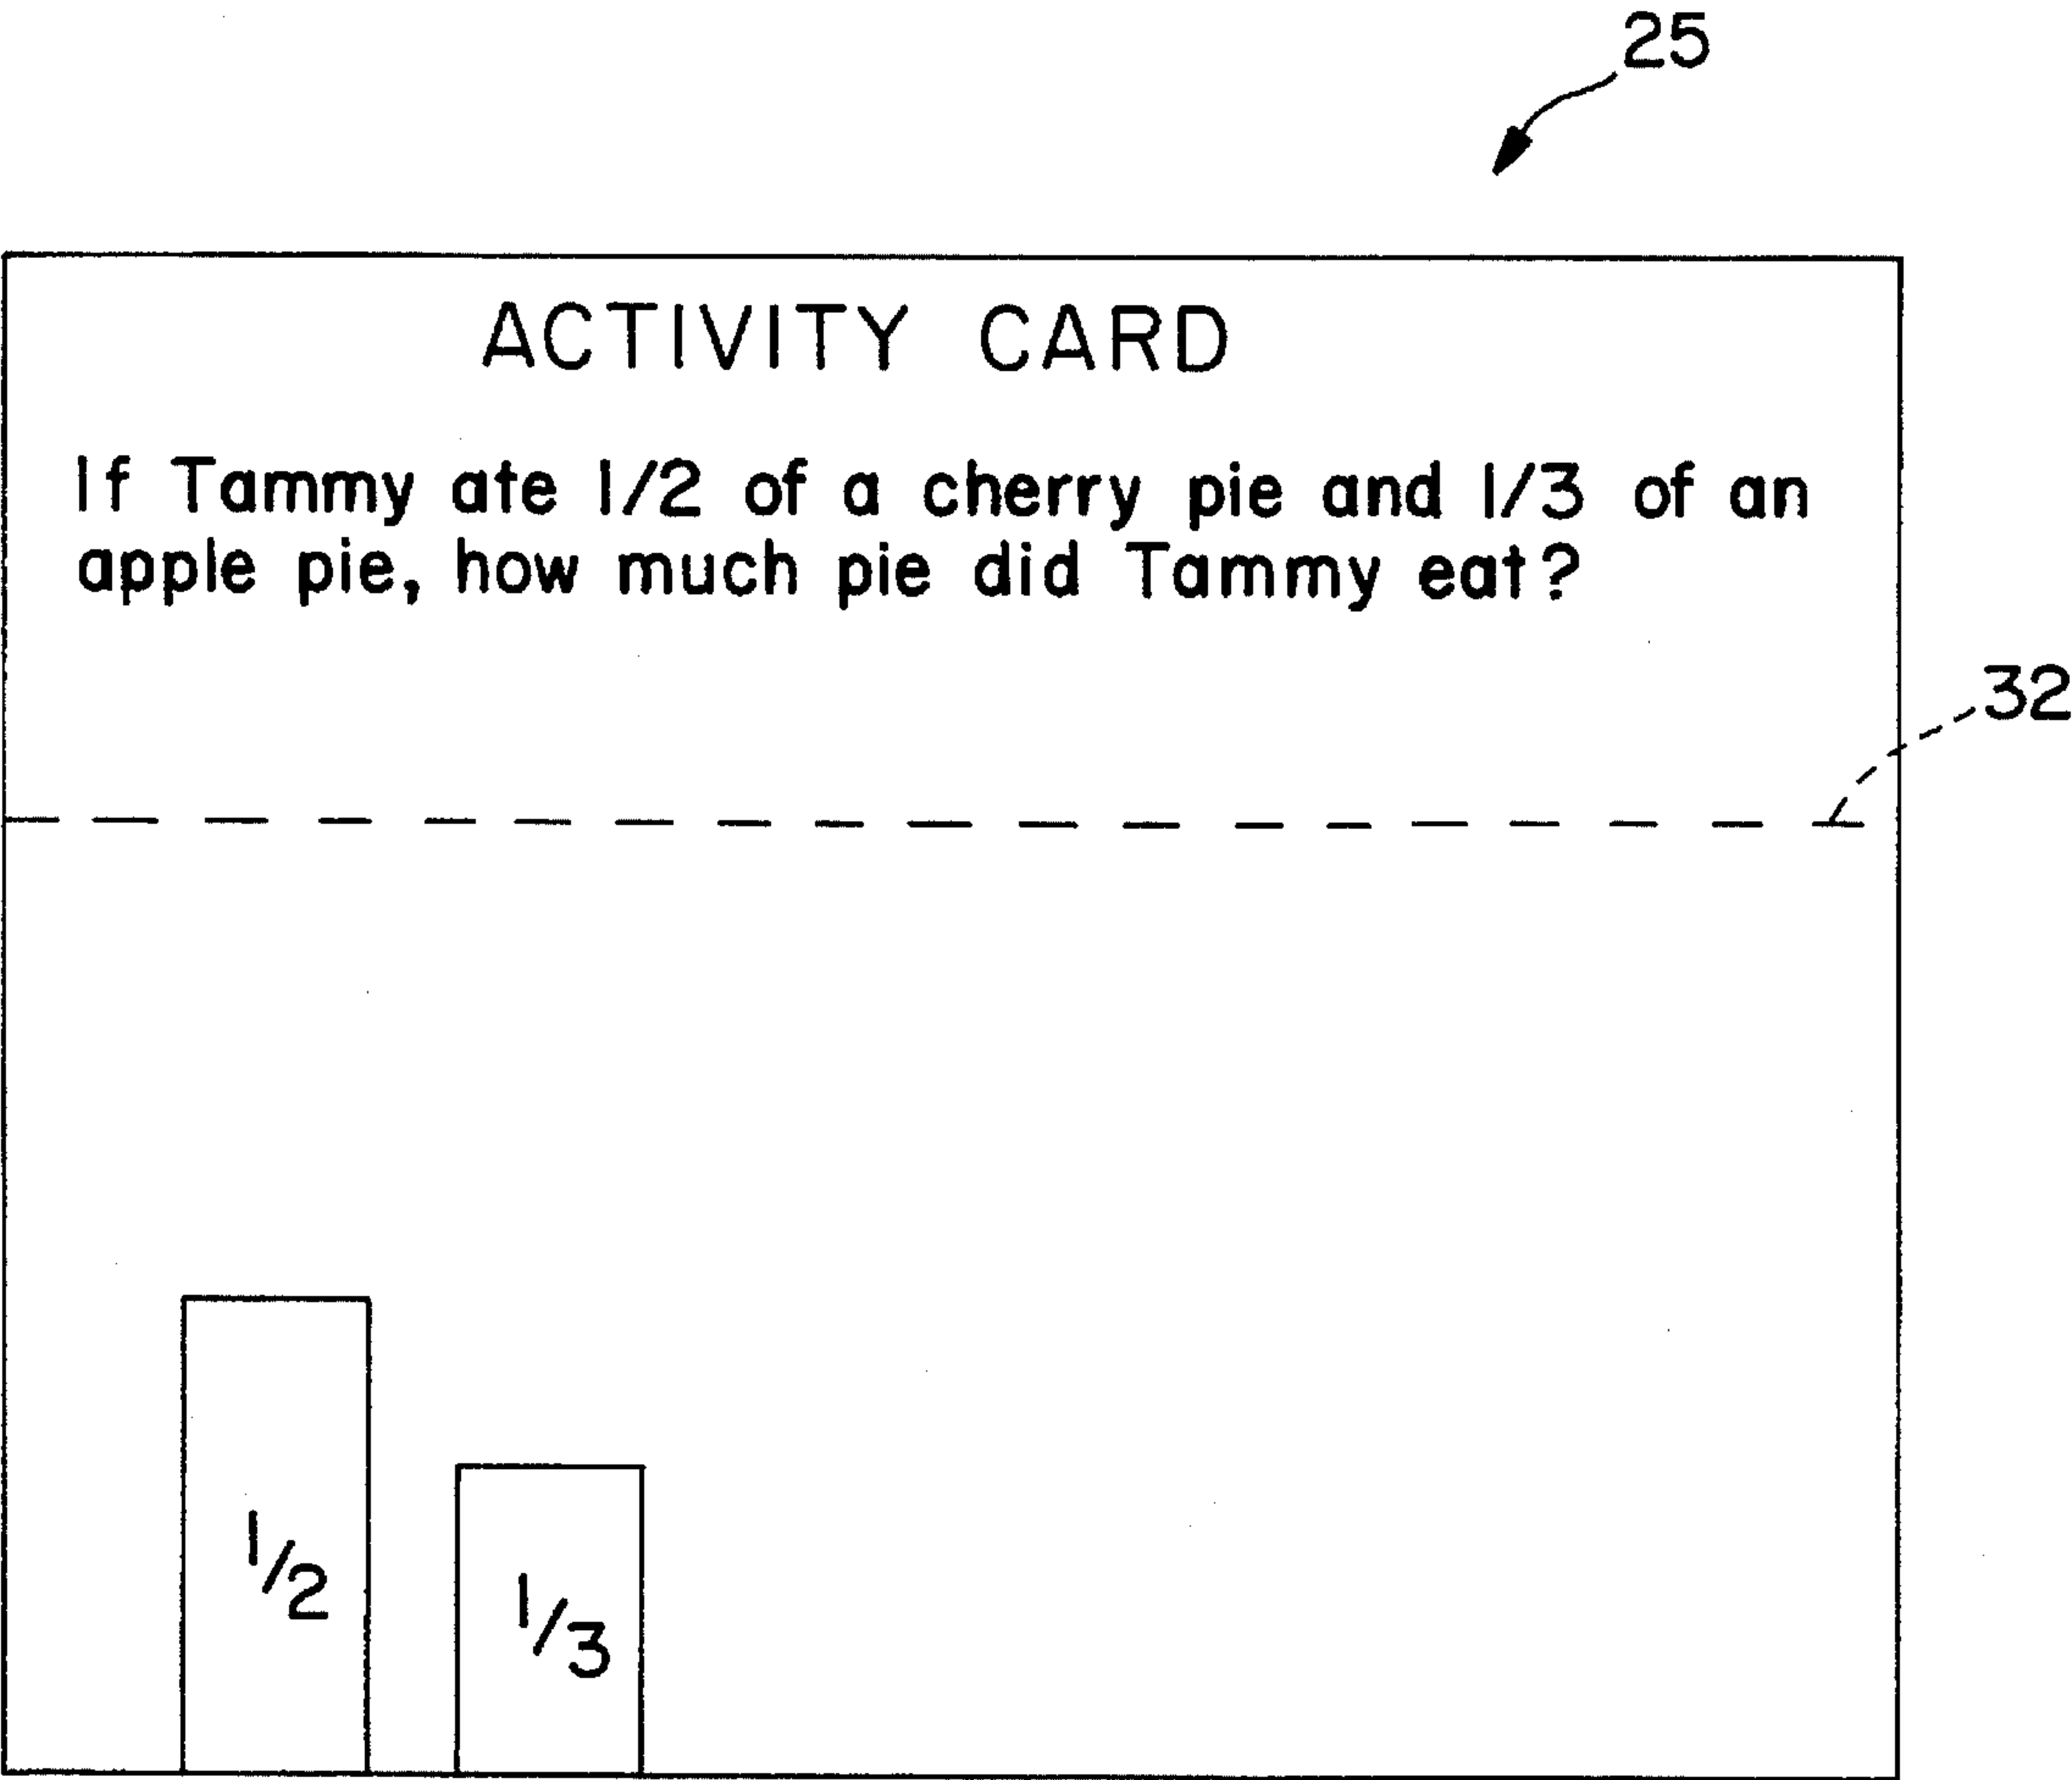 25
ACTIVITY CARD
If Tammy ate 1/2 of a cherry pie and 1/3 of an
apple pie, how much pie did Tammy eat?
32
1/2
1/3